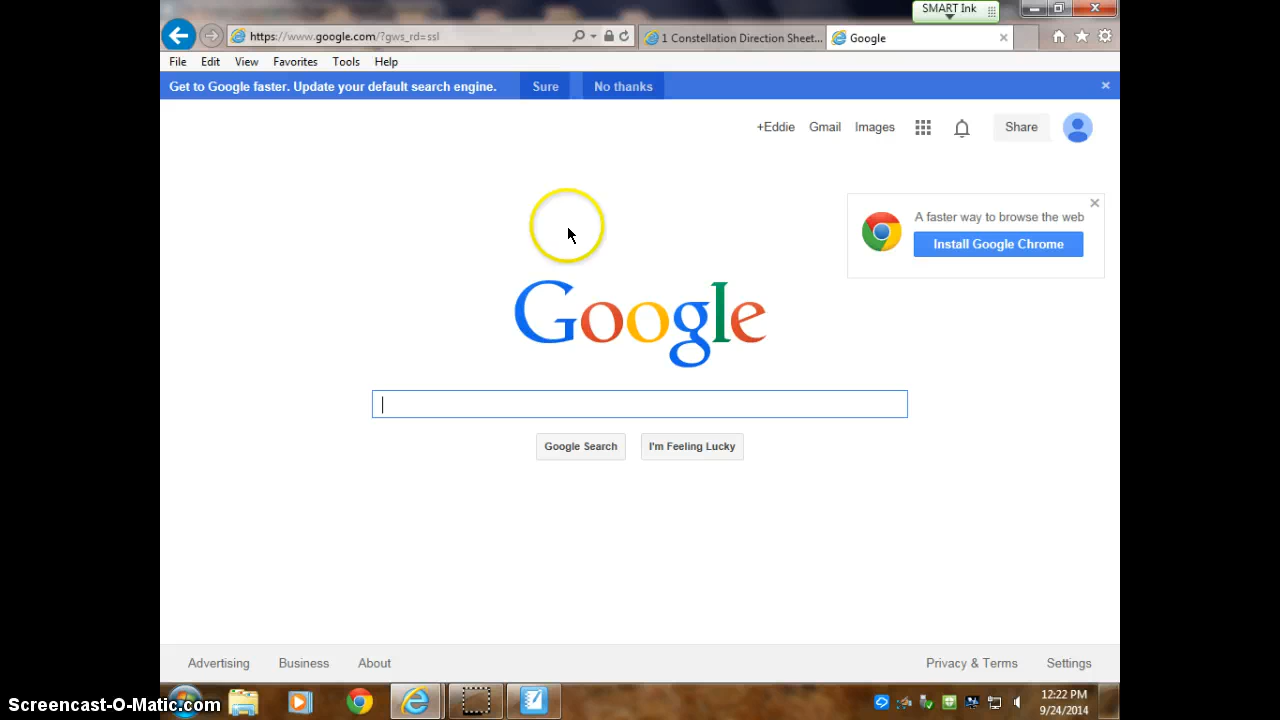 SMART Ink
https://www.google.com/?gws_rd=ssl
1 Constellation Direction Sheet...
Google
File Edit View Favorites Tools Help
Get to Google faster. Update your default search engine. Sure No thanks
+Eddie Gmail Images Share
A faster way to browse the web
Install Google Chrome
Google
Google Search I'm Feeling Lucky
Advertising Business About Privacy & Terms Settings
Screencast-O-Matic.com
12:22 PM
9/24/2014